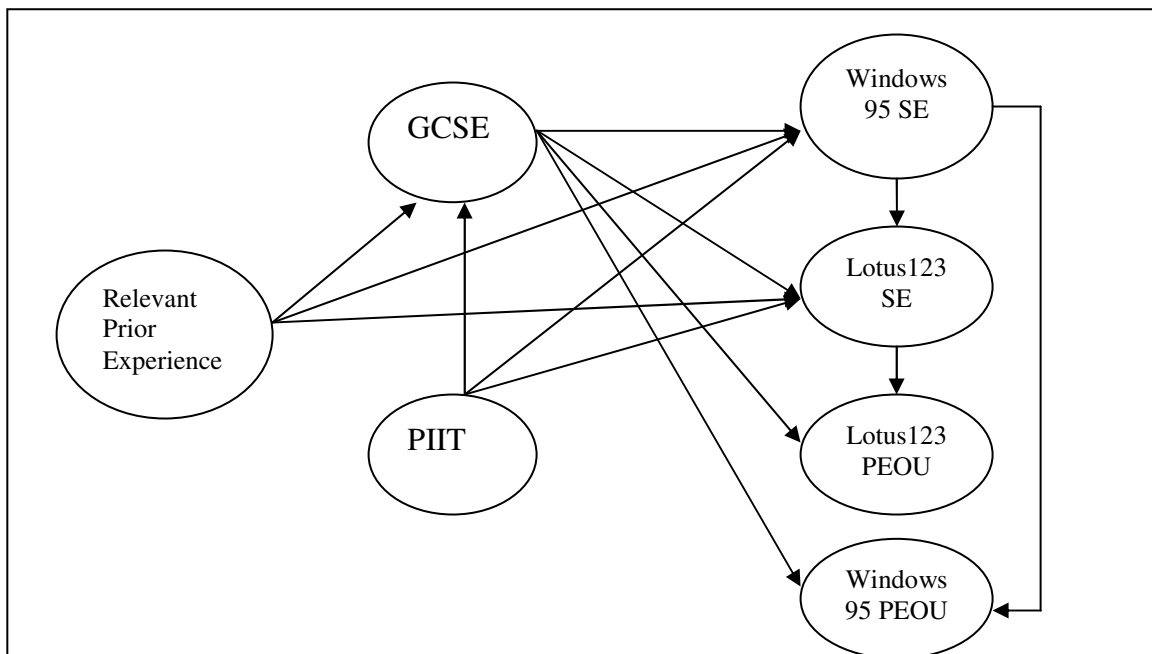 Windows
95 SE
GCSE
Lotus123
SE
Relevant
Prior
Experience
PIIT
Lotus123
PEOU
Windows
95 PEOU